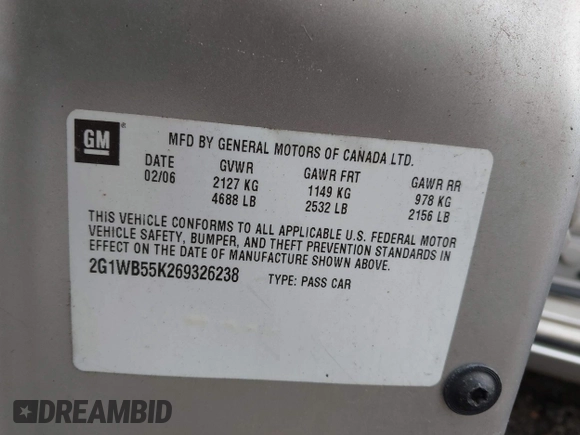 GM
MFD BY GENERAL MOTORS OF CANADA LTD.
DATE GVWR GAWR FRT GAWR RR
02/06 2127 KG 1149 KG 978 KG
4688 LB 2532 LB 2156 LB
THIS VEHICLE CONFORMS TO ALL APPLICABLE U.S. FEDERAL MOTOR
VEHICLE SAFETY, BUMPER, AND THEFT PREVENTION STANDARDS IN
EFFECT ON THE DATE OF MANUFACTURE SHOWN ABOVE.
2G1WB55K269326238 TYPE: PASS CAR
DREAMBID